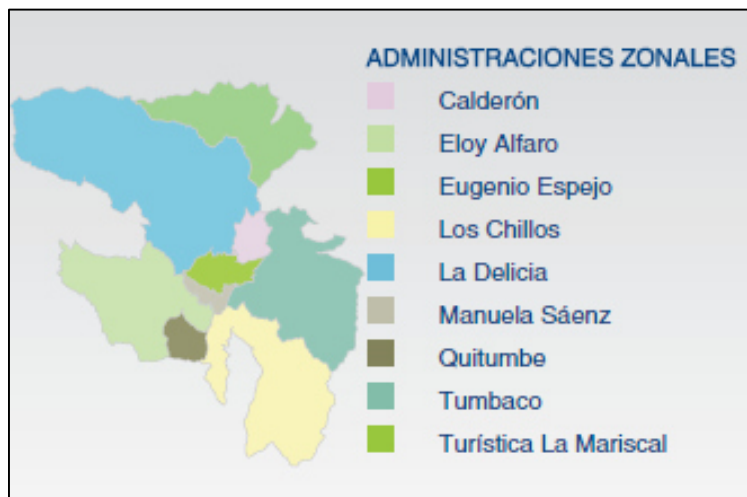 ADMINISTRACIONES ZONALES
Calderón
Eloy Alfaro
Eugenio Espejo
Los Chillos
La Delicia
Manuela Sáenz
Quitumbe
Tumbaco
Turística La Mariscal